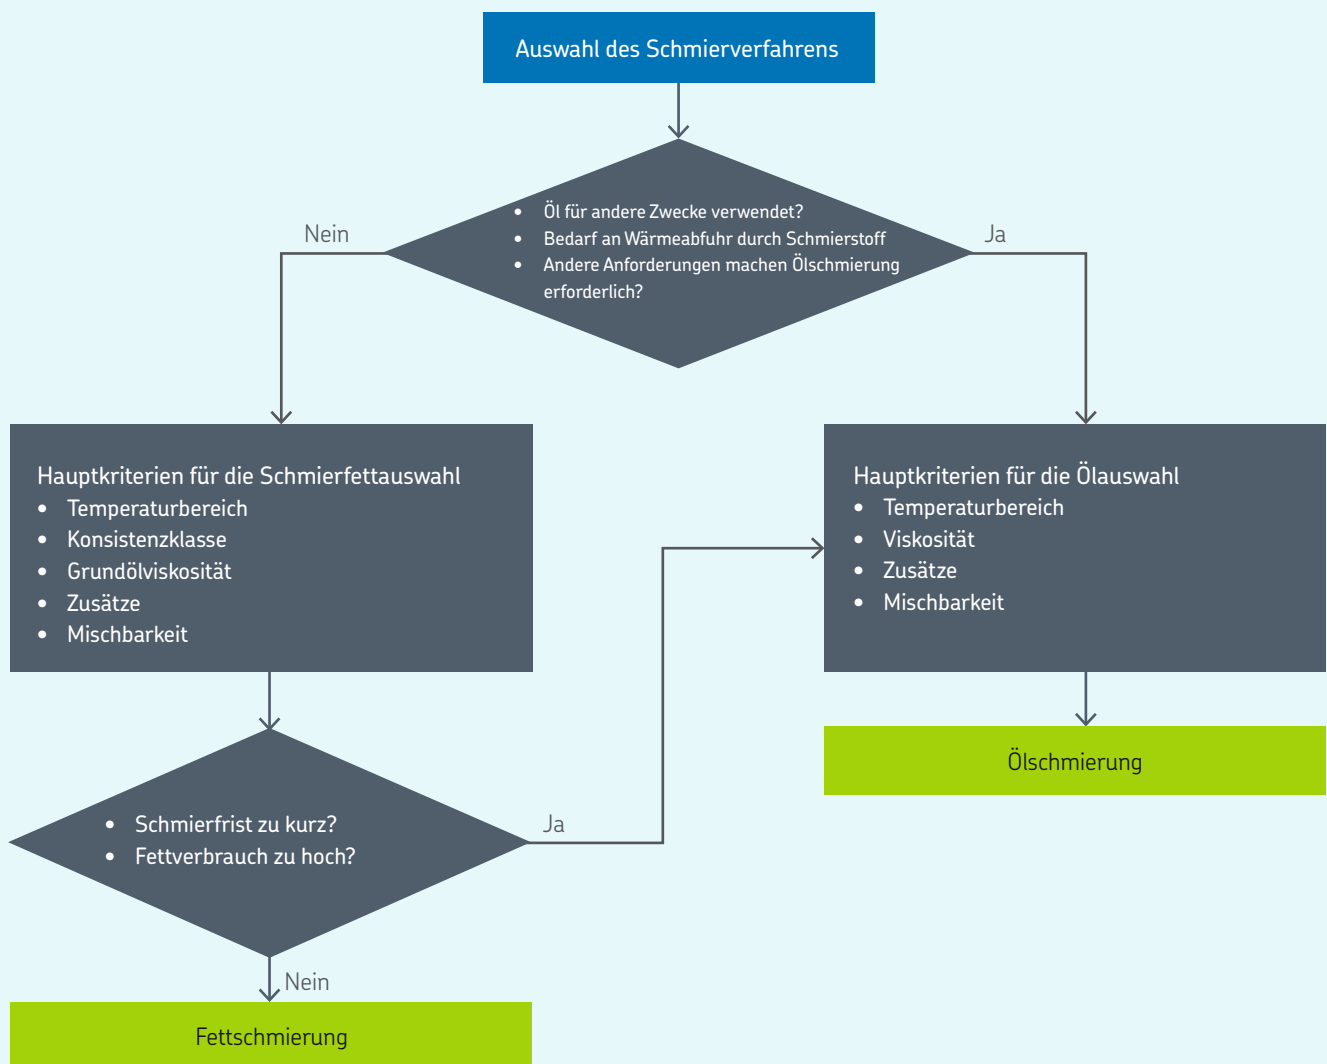 Auswahl des Schmierverfahrens
• Öl für andere Zwecke verwendet?
• Bedarf an Wärmeabfuhr durch Schmierstoff
• Andere Anforderungen machen Ölschmierung
erforderlich?
Nein
Ja
Hauptkriterien für die Schmierfettauswahl
• Temperaturbereich
• Konsistenzklasse
• Grundölviskosität
• Zusätze
• Mischbarkeit
Hauptkriterien für die Ölauswahl
• Temperaturbereich
• Viskosität
• Zusätze
• Mischbarkeit
Ölschmierung
• Schmierfrist zu kurz?
• Fettverbrauch zu hoch?
Ja
Nein
Fettschmierung